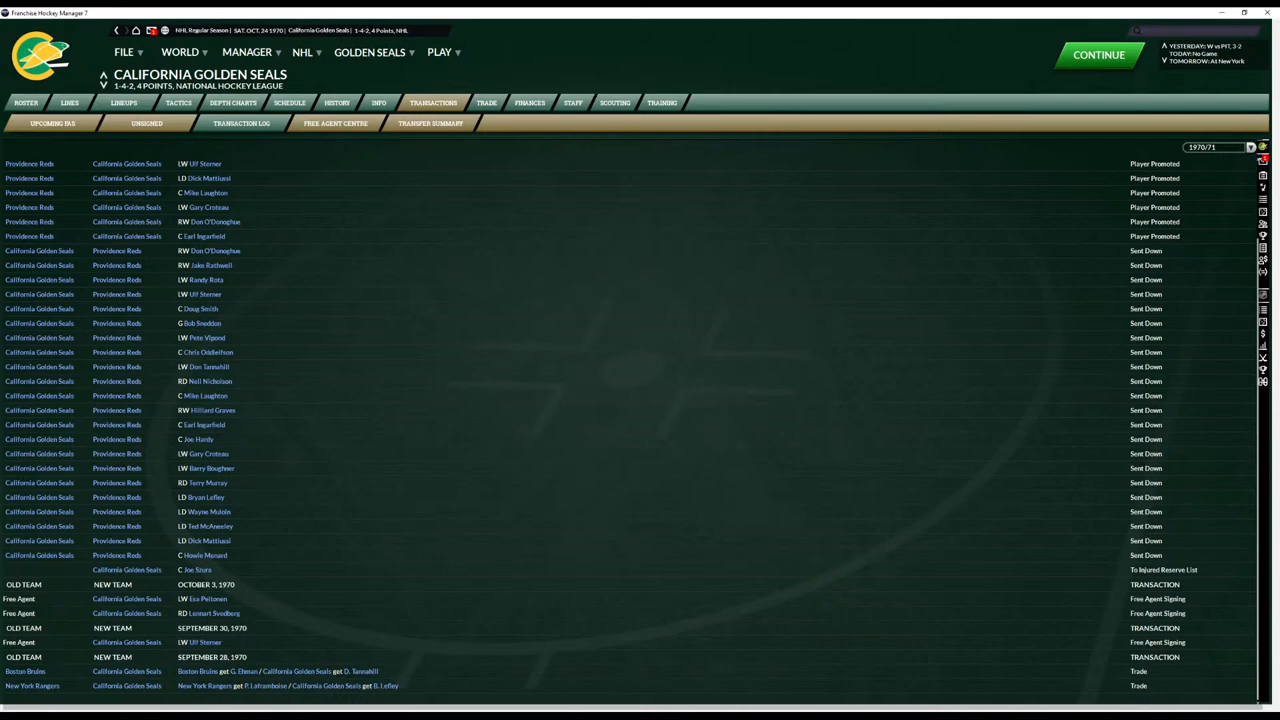 Franchise Hockey Manager 7
NHL Regular Season | SAT. OCT. 24 1970 | California Golden Seals | 1-4-2, 4 Points, NHL
FILE WORLD MANAGER NHL GOLDEN SEALS PLAY
CONTINUE
YESTERDAY: W vs PIT, 3-2
TODAY: No Game
TOMORROW: At New York
CALIFORNIA GOLDEN SEALS
1-4-2, 4 POINTS, NATIONAL HOCKEY LEAGUE
ROSTER LINES LINEUPS TACTICS DEPTH CHARTS SCHEDULE HISTORY INFO TRANSACTIONS TRADE FINANCES STAFF SCOUTING TRAINING
UPCOMING FAS UNSIGNED TRANSACTION LOG FREE AGENT CENTRE TRANSFER SUMMARY
1970/71
Providence Reds California Golden Seals LW Ulf Sterner Player Promoted
Providence Reds California Golden Seals LD Dick Mattiussi Player Promoted
Providence Reds California Golden Seals C Mike Laughton Player Promoted
Providence Reds California Golden Seals LW Gary Croteau Player Promoted
Providence Reds California Golden Seals RW Don O'Donoghue Player Promoted
Providence Reds California Golden Seals C Earl Ingarfield Player Promoted
California Golden Seals Providence Reds RW Don O'Donoghue Sent Down
California Golden Seals Providence Reds RW Jake Rathwell Sent Down
California Golden Seals Providence Reds LW Randy Rota Sent Down
California Golden Seals Providence Reds LW Ulf Sterner Sent Down
California Golden Seals Providence Reds C Doug Smith Sent Down
California Golden Seals Providence Reds G Bob Sneddon Sent Down
California Golden Seals Providence Reds LW Pete Vipond Sent Down
California Golden Seals Providence Reds C Chris Oddleifson Sent Down
California Golden Seals Providence Reds LW Don Tannahill Sent Down
California Golden Seals Providence Reds RD Neil Nicholson Sent Down
California Golden Seals Providence Reds C Mike Laughton Sent Down
California Golden Seals Providence Reds RW Hilliard Graves Sent Down
California Golden Seals Providence Reds C Earl Ingarfield Sent Down
California Golden Seals Providence Reds C Joe Hardy Sent Down
California Golden Seals Providence Reds LW Gary Croteau Sent Down
California Golden Seals Providence Reds LW Barry Boughner Sent Down
California Golden Seals Providence Reds RD Terry Murray Sent Down
California Golden Seals Providence Reds LD Bryan Lefley Sent Down
California Golden Seals Providence Reds LD Wayne Muloin Sent Down
California Golden Seals Providence Reds LD Ted McAneeley Sent Down
California Golden Seals Providence Reds LD Dick Mattiussi Sent Down
California Golden Seals Providence Reds C Howie Menard Sent Down
California Golden Seals C Joe Szura To Injured Reserve List
OLD TEAM NEW TEAM OCTOBER 3, 1970 TRANSACTION
Free Agent California Golden Seals LW Esa Peltonen Free Agent Signing
Free Agent California Golden Seals RD Lennart Svedberg Free Agent Signing
OLD TEAM NEW TEAM SEPTEMBER 30, 1970 TRANSACTION
Free Agent California Golden Seals LW Ulf Sterner Free Agent Signing
OLD TEAM NEW TEAM SEPTEMBER 28, 1970 TRANSACTION
Boston Bruins California Golden Seals Boston Bruins get G. Ehman / California Golden Seals get D. Tannahill Trade
New York Rangers California Golden Seals New York Rangers get P. Laframboise / California Golden Seals get B. Lefley Trade